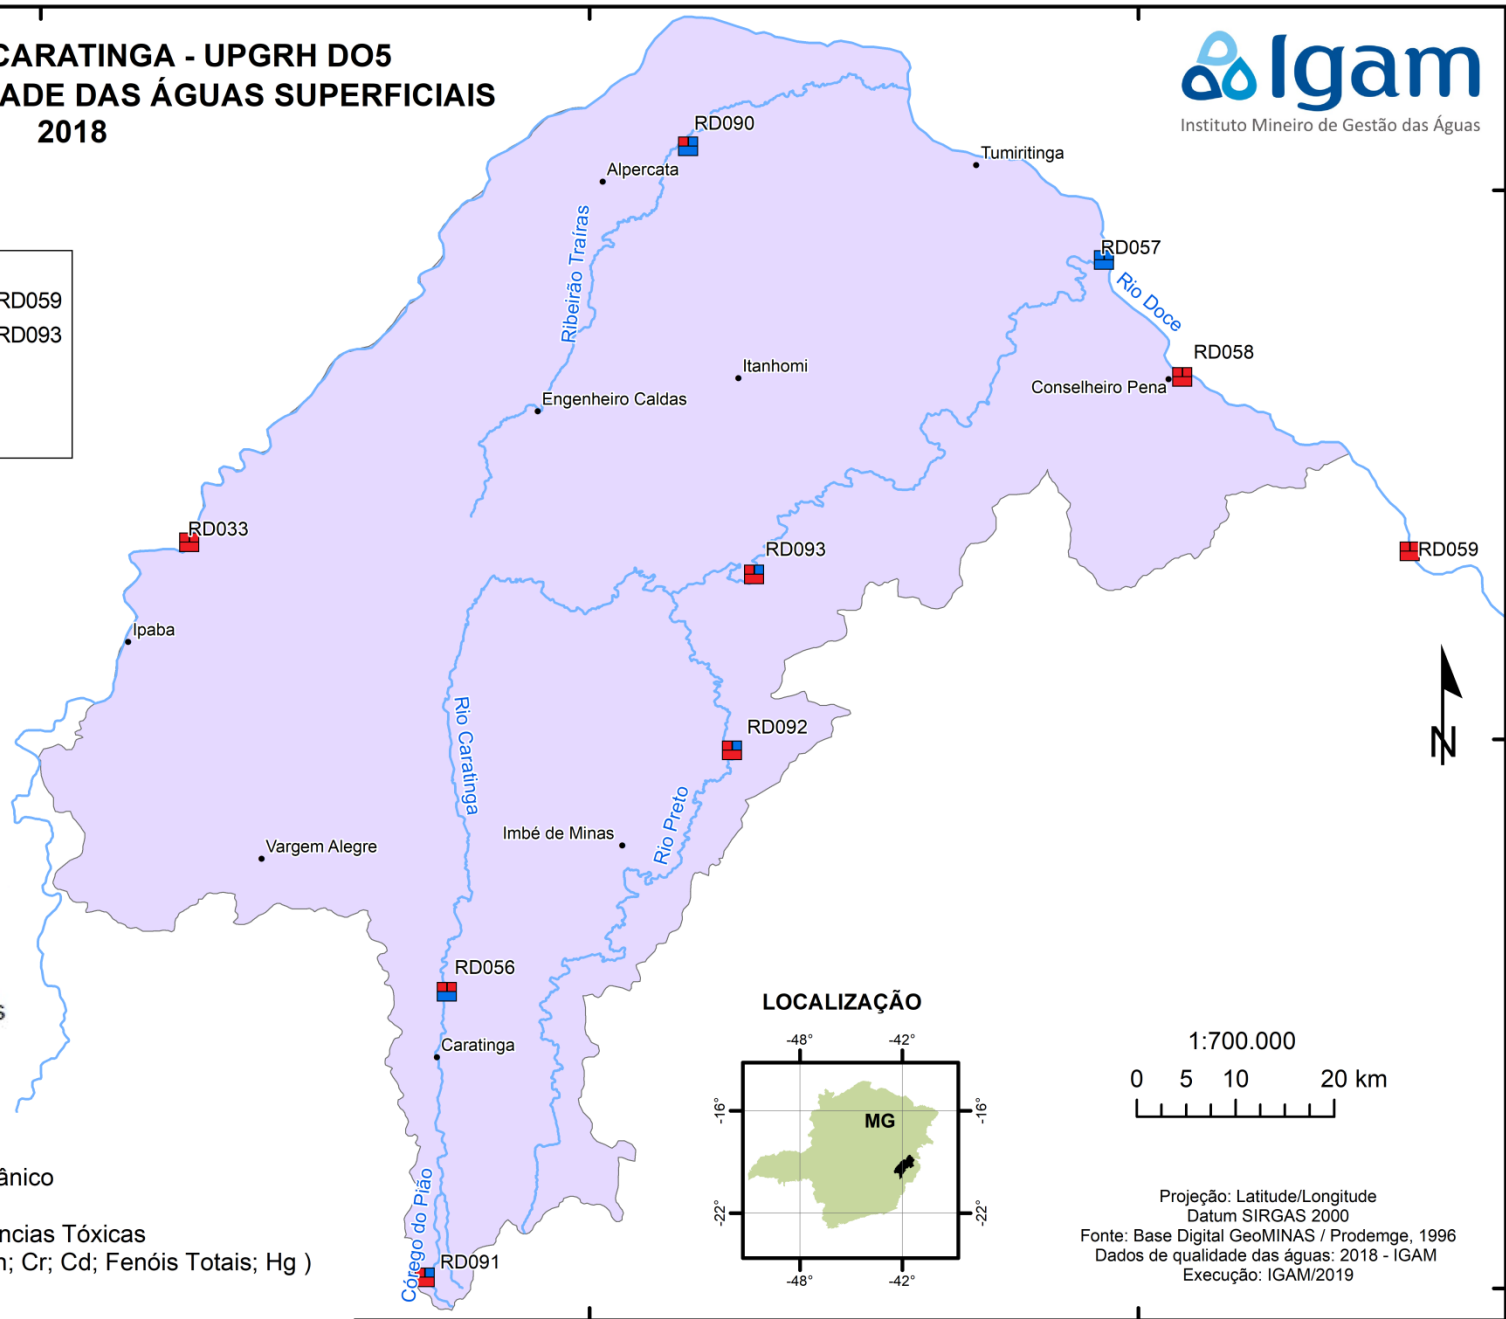 CARATINGA - UPGRH DO5
ADE DAS ÁGUAS SUPERFICIAIS
2018
Igam
Instituto Mineiro de Gestão das Águas
RD090
Alpercata
Tumiritinga
Ribeirão Traíras
RD057
Rio Doce
RD059
RD093
RD058
Itanhomi
Conselheiro Pena
Engenheiro Caldas
RD033
RD093
RD059
Ipaba
N
Rio Caratinga
RD092
Rio Preto
Imbé de Minas
Vargem Alegre
RD056
Caratinga
s
LOCALIZAÇÃO
-48° -42°
-16° -16°
MG
-22° -22°
-48° -42°
1:700.000
0 5 10 20 km
ânico
ncias Tóxicas
; Cr; Cd; Fenóis Totais; Hg )
Córrego do Pião
RD091
Projeção: Latitude/Longitude
Datum SIRGAS 2000
Fonte: Base Digital GeoMINAS / Prodemge, 1996
Dados de qualidade das águas: 2018 - IGAM
Execução: IGAM/2019